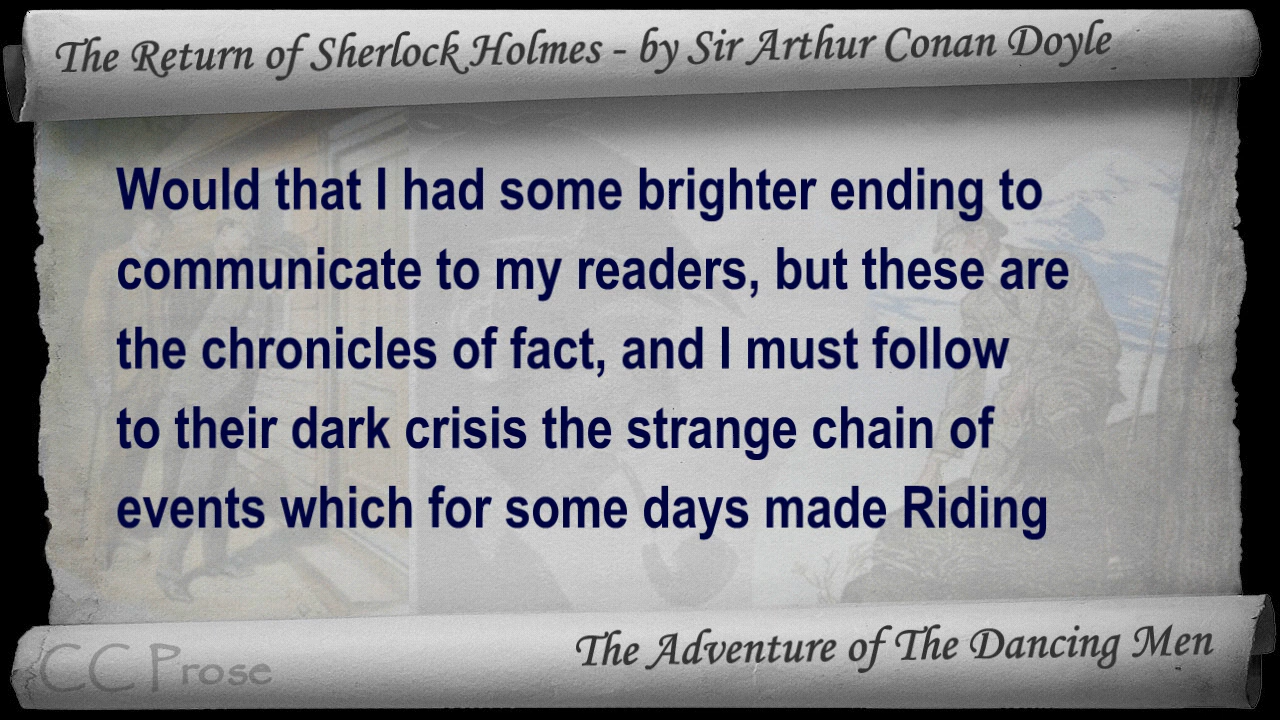 The Return of Sherlock Holmes - by Sir Arthur Conan Doyle
Would that I had some brighter ending to
communicate to my readers, but these are
the chronicles of fact, and I must follow
to their dark crisis the strange chain of
events which for some days made Riding
The Adventure of The Dancing Men
CC Prose